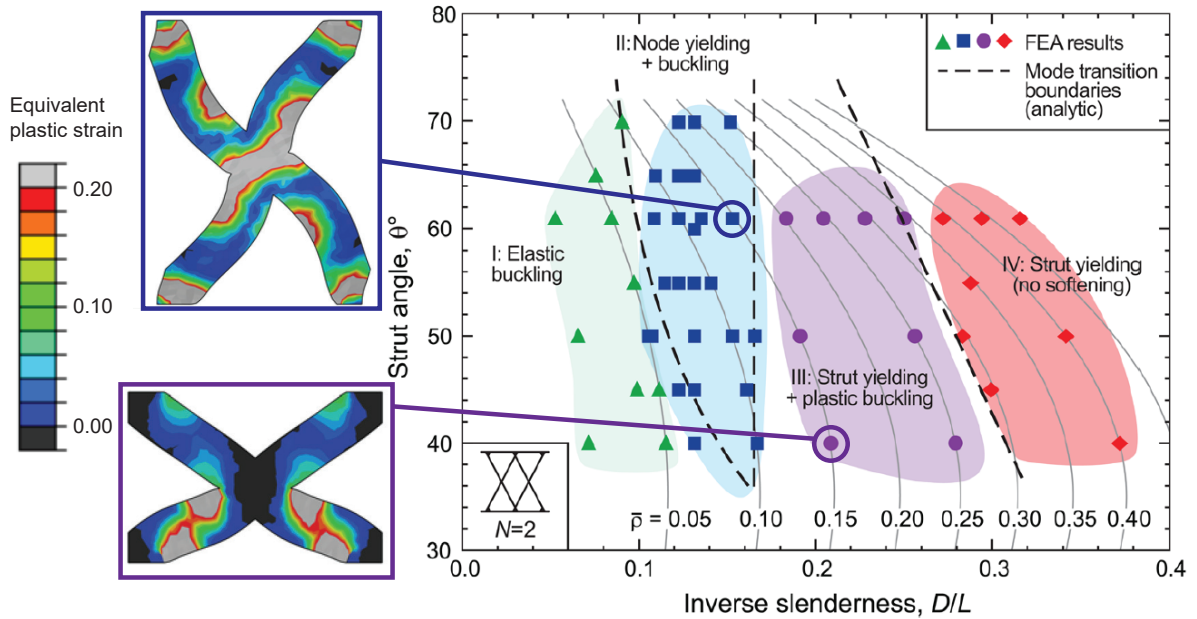 Equivalent
plastic strain
0.20
0.10
0.00
Strut angle, θ°
80
70
60
50
40
30
II: Node yielding
+ buckling
FEA results
Mode transition
boundaries
(analytic)
I: Elastic
buckling
IV: Strut yielding
(no softening)
III: Strut yielding
+ plastic buckling
N=2
ρ̄ = 0.05 0.10 0.15 0.20 0.25 0.30 0.35 0.40
0.0 0.1 0.2 0.3 0.4
Inverse slenderness, D/L